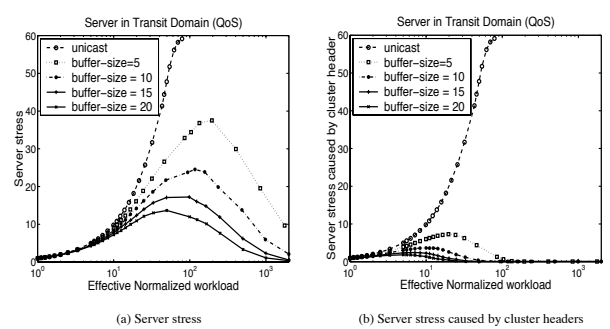 Server in Transit Domain (QoS)
60
50
40
30
20
10
0
Server stress
unicast
buffer-size=5
buffer-size = 10
buffer-size = 15
buffer-size = 20
10^0
10^1
10^2
10^3
Effective Normalized workload
(a) Server stress
Server in Transit Domain (QoS)
60
50
40
30
20
10
0
Server stress caused by cluster header
unicast
buffer-size=5
buffer-size = 10
buffer-size = 15
buffer-size = 20
10^0
10^1
10^2
10^3
Effective Normalized workload
(b) Server stress caused by cluster headers